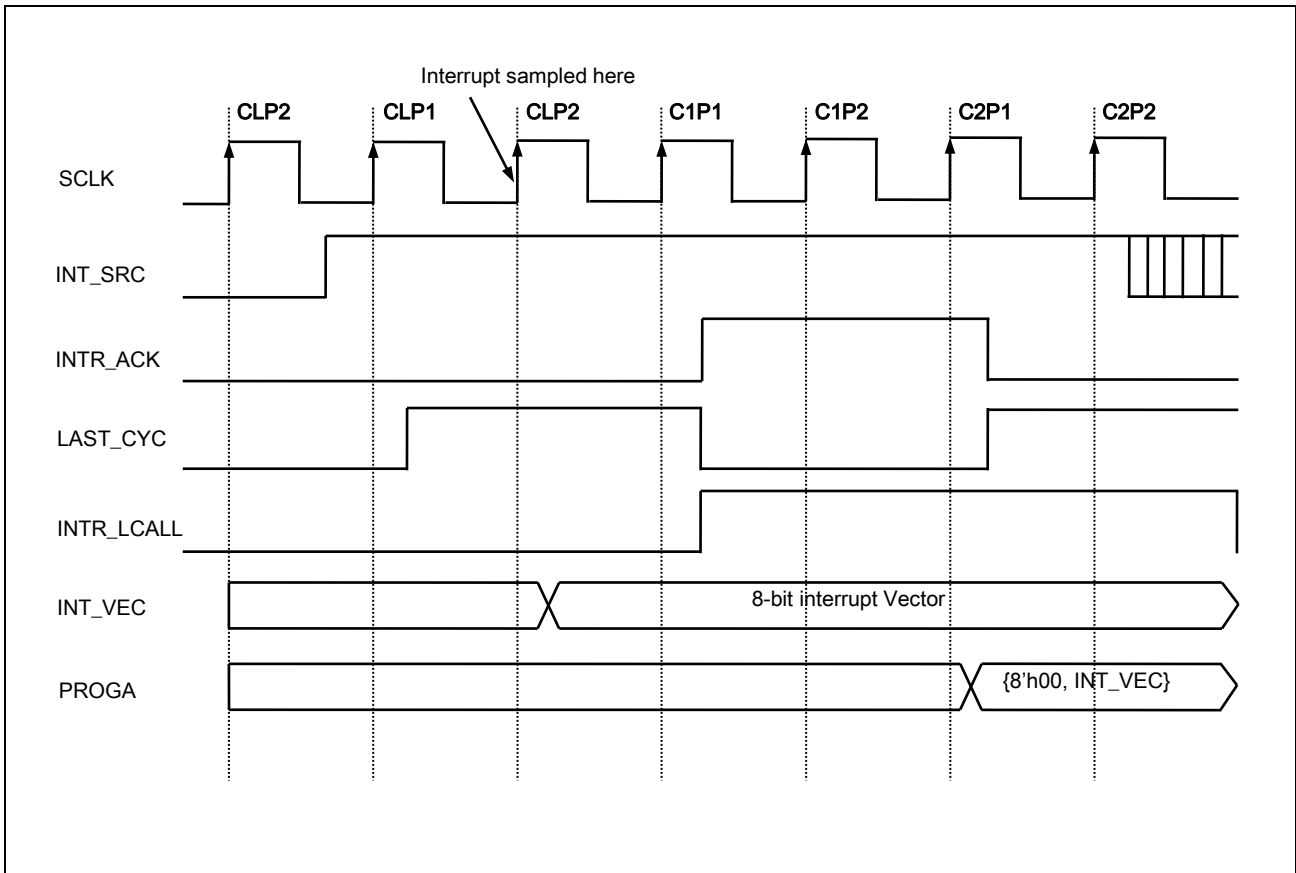 Interrupt sampled here
CLP2 CLP1 CLP2 C1P1 C1P2 C2P1 C2P2
SCLK
INT_SRC
INTR_ACK
LAST_CYC
INTR_LCALL
INT_VEC 8-bit interrupt Vector
PROGA {8’h00, INT_VEC}